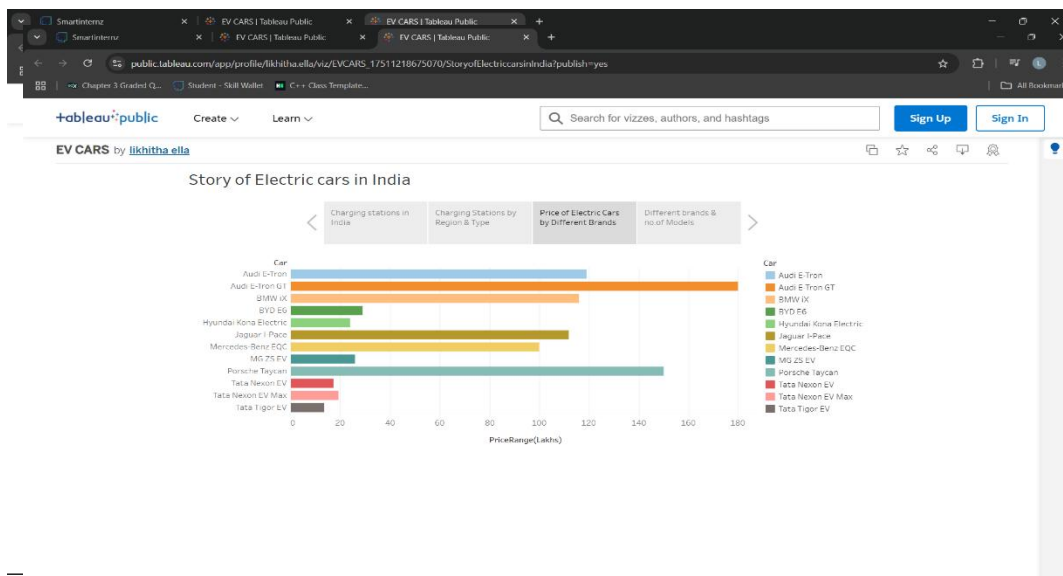 Smartinternz EV CARS | Tableau Public EV CARS | Tableau Public
Smartinternz EV CARS | Tableau Public EV CARS | Tableau Public
public.tableau.com/app/profile/likhitha.ella/viz/EVCARS_17511218675070/StoryofElectriccarsinIndia?publish=yes
Chapter 3 Graded Q... Student - Skill Wallet C++ Class Template... All Bookmar
+ableau public Create Learn Search for vizzes, authors, and hashtags Sign Up Sign In
EV CARS by likhitha ella
Story of Electric cars in India
Charging stations in India
Charging Stations by Region & Type
Price of Electric Cars by Different Brands
Different brands & no.of Models
Car
Audi E-Tron
Audi E-Tron GT
BMW iX
BYD E6
Hyundai Kona Electric
Jaguar I-Pace
Mercedes-Benz EQC
MG ZS EV
Porsche Taycan
Tata Nexon EV
Tata Nexon EV Max
Tata Tigor EV
0 20 40 60 80 100 120 140 160 180
PriceRange(Lakhs)
Car
Audi E-Tron
Audi E-Tron GT
BMW iX
BYD E6
Hyundai Kona Electric
Jaguar I-Pace
Mercedes-Benz EQC
MG ZS EV
Porsche Taycan
Tata Nexon EV
Tata Nexon EV Max
Tata Tigor EV